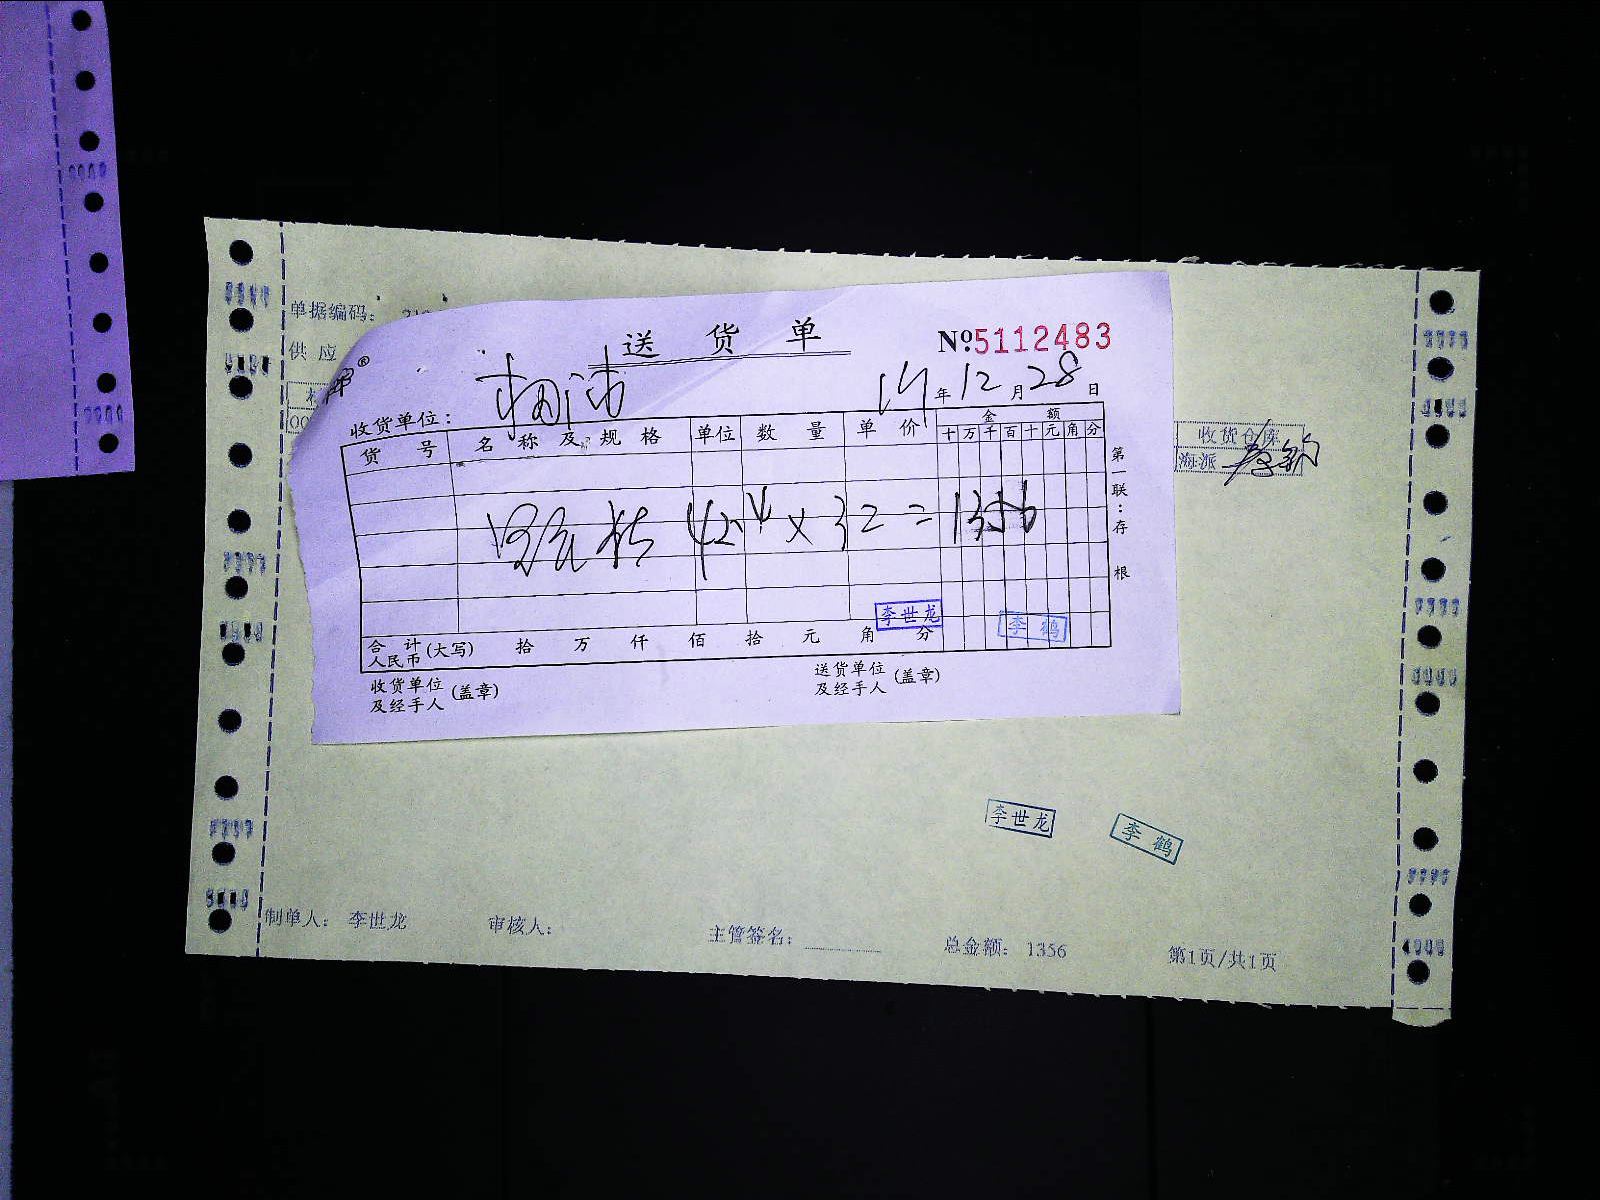 单据编码:
供应
送货单
№5112483
收货单位:
19年12月28日
货号 名称及规格 单位 数量 单价 金额
十万千百十元角分
收货仓库
海派
× 32 = 1356
第一联:存根
李世龙
李鹤
合计人民币(大写) 拾 万 仟 佰 拾 元 角 分
收货单位及经手人(盖章)
送货单位及经手人(盖章)
李世龙
李鹤
制单人: 李世龙 审核人: 主管签名: 总金额: 1356 第1页/共1页